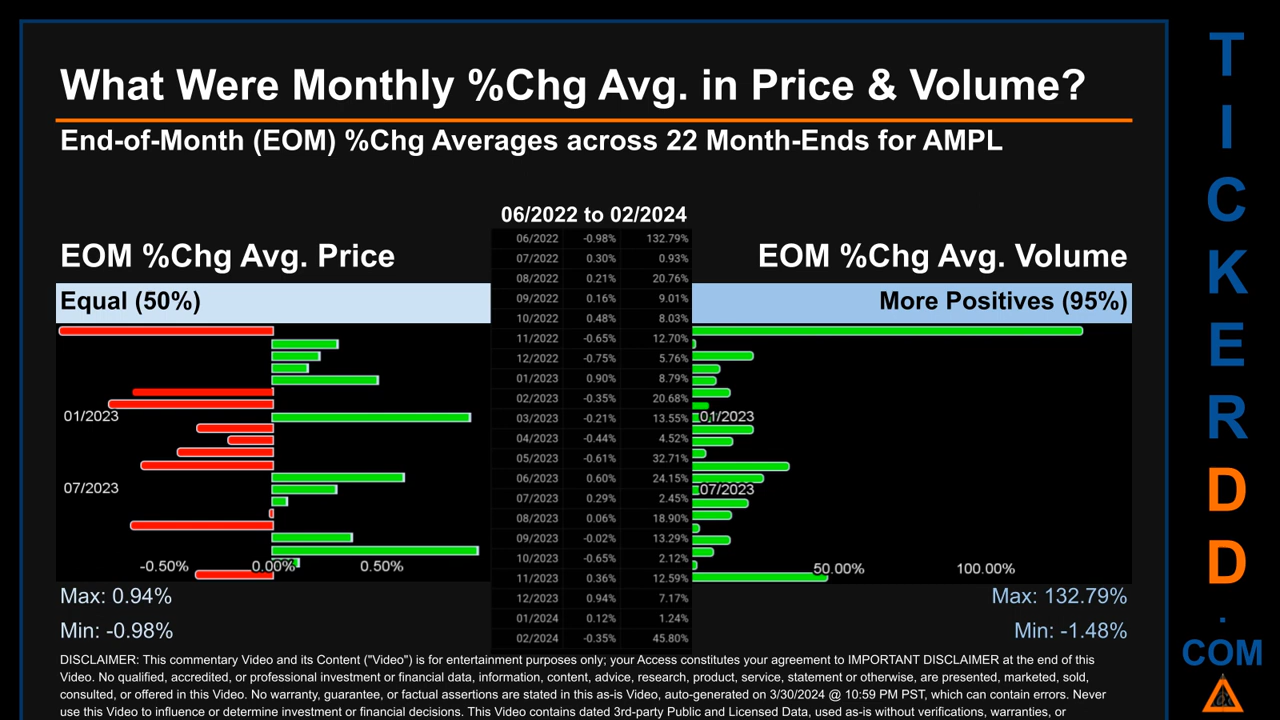 What Were Monthly %Chg Avg. in Price & Volume?
End-of-Month (EOM) %Chg Averages across 22 Month-Ends for AMPL
06/2022 to 02/2024
EOM %Chg Avg. Price
EOM %Chg Avg. Volume
Equal (50%)
More Positives (95%)
06/2022 -0.98% 132.79%
07/2022 0.30% 0.93%
08/2022 0.21% 20.76%
09/2022 0.16% 9.01%
10/2022 0.48% 8.03%
11/2022 -0.65% 12.70%
12/2022 -0.75% 5.76%
01/2023 0.90% 8.79%
02/2023 -0.35% 20.68%
03/2023 -0.21% 13.55%
04/2023 -0.44% 4.52%
05/2023 -0.61% 32.71%
06/2023 0.60% 24.15%
07/2023 0.29% 2.45%
08/2023 0.06% 18.90%
09/2023 -0.02% 13.29%
10/2023 -0.65% 2.12%
11/2023 0.36% 12.59%
12/2023 0.94% 7.17%
01/2024 0.12% 1.24%
02/2024 -0.35% 45.80%
01/2023
07/2023
-0.50% 0.00% 0.50%
01/2023
07/2023
50.00% 100.00%
Max: 0.94%
Min: -0.98%
Max: 132.79%
Min: -1.48%
DISCLAIMER: This commentary Video and its Content ("Video") is for entertainment purposes only; your Access constitutes your agreement to IMPORTANT DISCLAIMER at the end of this
Video. No qualified, accredited, or professional investment or financial data, information, content, advice, research, product, service, statement or otherwise, are presented, marketed, sold,
consulted, or offered in this Video. No warranty, guarantee, or factual assertions are stated in this as-is Video, auto-generated on 3/30/2024 @ 10:59 PM PST, which can contain errors. Never
use this Video to influence or determine investment or financial decisions. This Video contains dated 3rd-party Public and Licensed Data, used as-is without verifications, warranties, or
T
I
C
K
E
R
D
D
.
COM